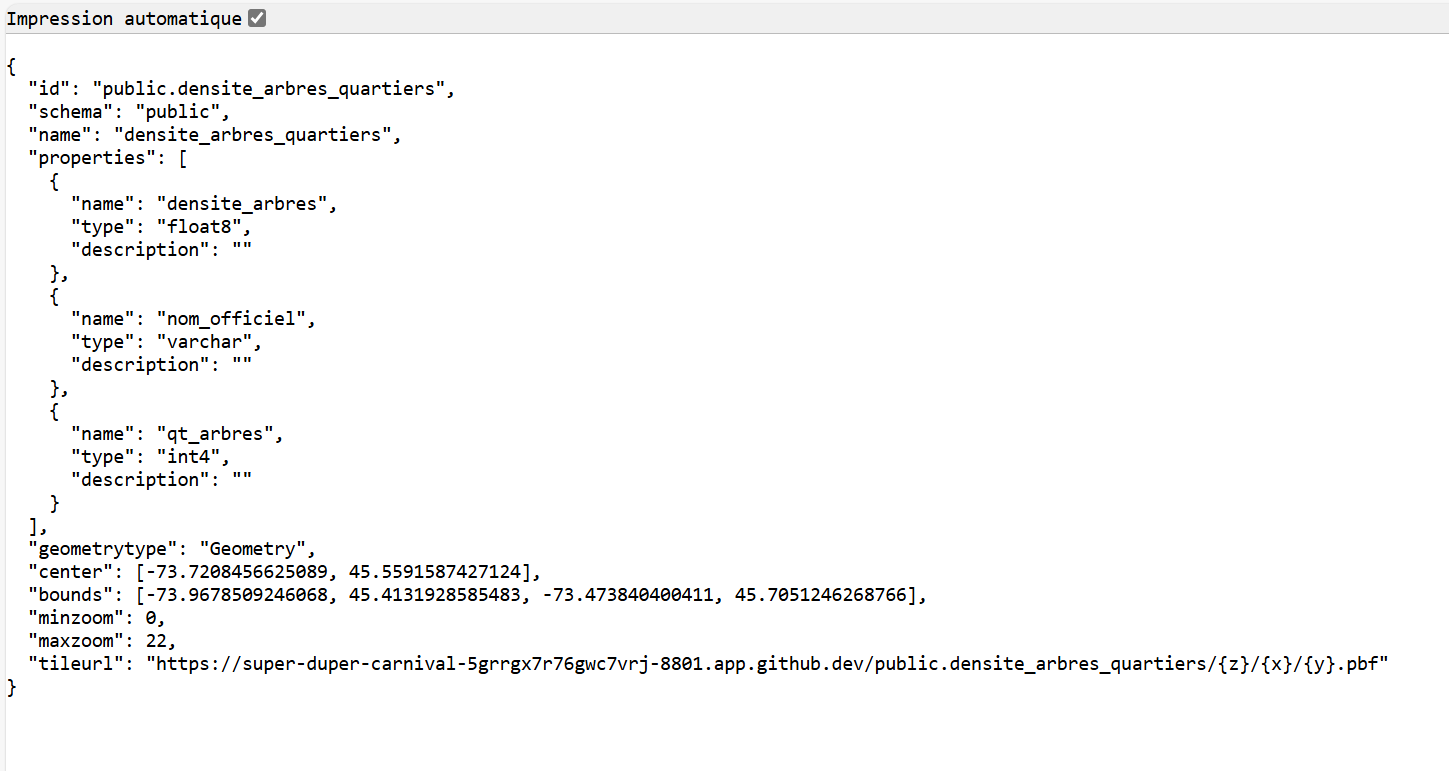 Impression automatique
{
  "id": "public.densite_arbres_quartiers",
  "schema": "public",
  "name": "densite_arbres_quartiers",
  "properties": [
    {
      "name": "densite_arbres",
      "type": "float8",
      "description": ""
    },
    {
      "name": "nom_officiel",
      "type": "varchar",
      "description": ""
    },
    {
      "name": "qt_arbres",
      "type": "int4",
      "description": ""
    }
  ],
  "geometrytype": "Geometry",
  "center": [-73.7208456625089, 45.5591587427124],
  "bounds": [-73.9678509246068, 45.4131928585483, -73.473840400411, 45.7051246268766],
  "minzoom": 0,
  "maxzoom": 22,
  "tileurl": "https://super-duper-carnival-5grrgx7r76gwc7vrj-8801.app.github.dev/public.densite_arbres_quartiers/{z}/{x}/{y}.pbf"
}